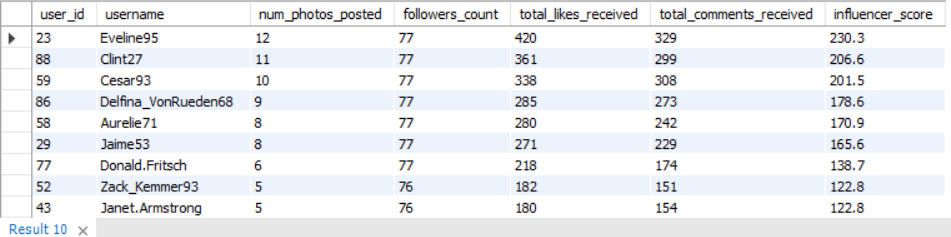 user_id username num_photos_posted followers_count total_likes_received total_comments_received influencer_score
23 Eveline95 12 77 420 329 230.3
88 Clint27 11 77 361 299 206.6
59 Cesar93 10 77 338 308 201.5
86 Delfina_VonRueden68 9 77 285 273 178.6
58 Aurelie71 8 77 280 242 170.9
29 Jaime53 8 77 271 229 165.6
77 Donald.Fritsch 6 77 218 174 138.7
52 Zack_Kemmer93 5 76 182 151 122.8
43 Janet.Armstrong 5 76 180 154 122.8
Result 10 ×